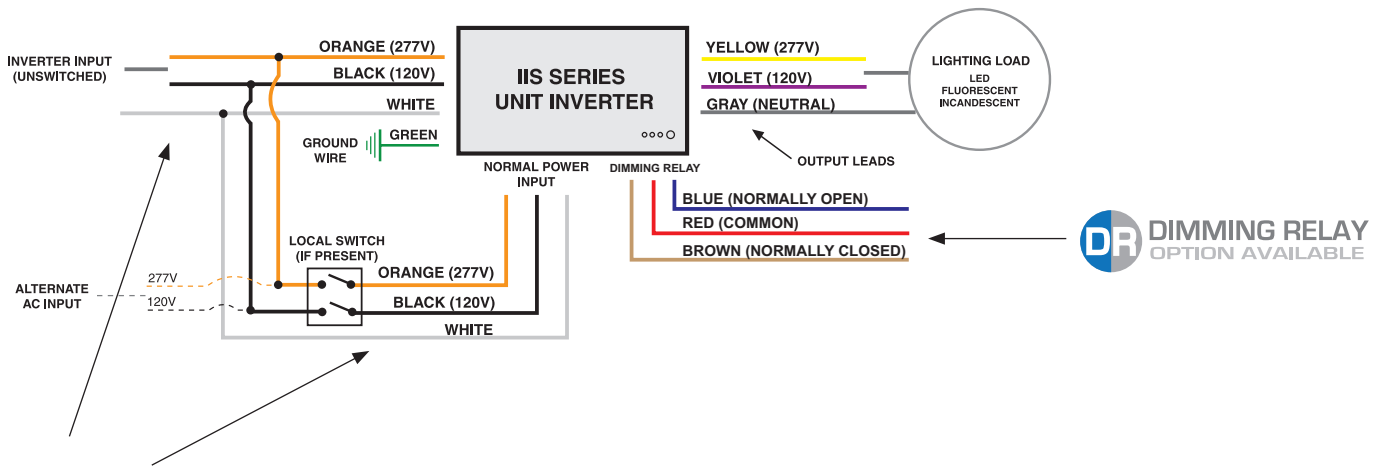 INVERTER INPUT
(UNSWITCHED)
ORANGE (277V)
BLACK (120V)
WHITE
GROUND
WIRE
GREEN
IIS SERIES
UNIT INVERTER
YELLOW (277V)
VIOLET (120V)
GRAY (NEUTRAL)
LIGHTING LOAD
LED
FLUORESCENT
INCANDESCENT
OUTPUT LEADS
NORMAL POWER
INPUT
DIMMING RELAY
BLUE (NORMALLY OPEN)
RED (COMMON)
BROWN (NORMALLY CLOSED)
DR
DIMMING RELAY
OPTION AVAILABLE
LOCAL SWITCH
(IF PRESENT)
ORANGE (277V)
BLACK (120V)
WHITE
ALTERNATE
AC INPUT
277V
120V